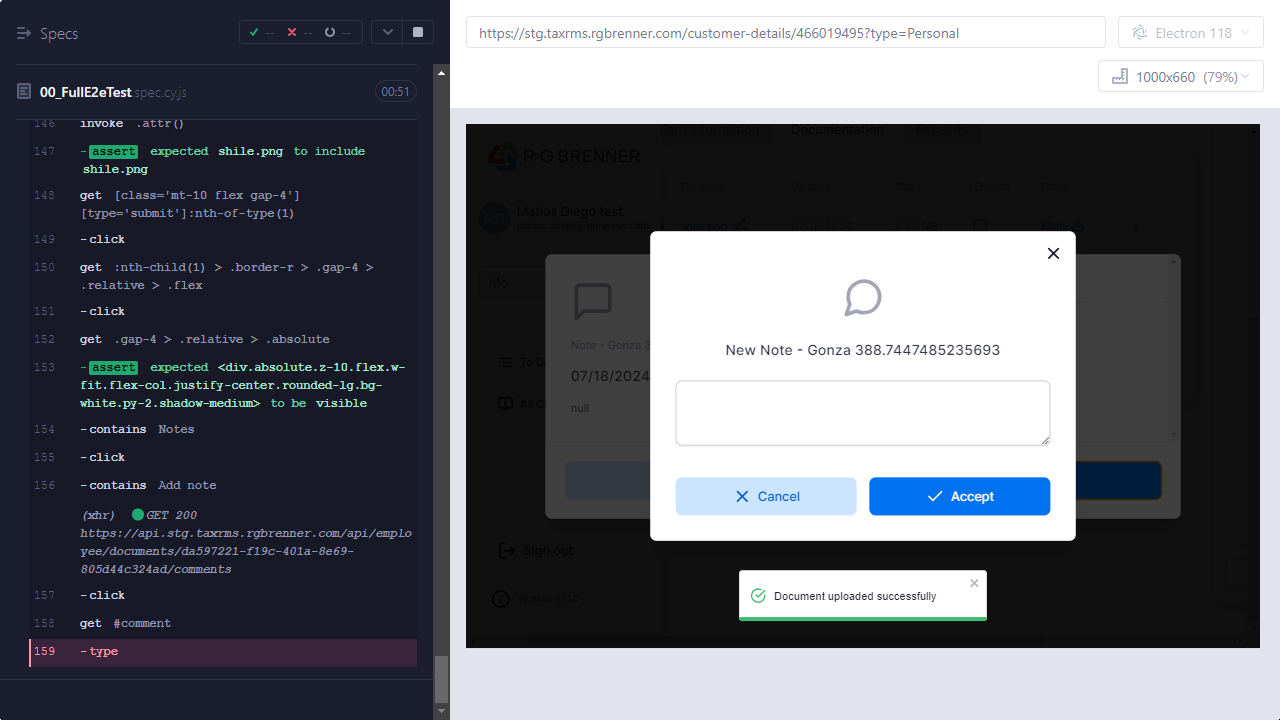 Specs
-- -- --
00_FullE2eTest.spec.cy.js 00:51
146 invoke .attr()
147 -assert expected shile.png to include
shile.png
148 get [class='mt-10 flex gap-4']
[type='submit']:nth-of-type(1)
149 -click
150 get :nth-child(1) > .border-r > .gap-4 >
.relative > .flex
151 -click
152 get .gap-4 > .relative > .absolute
153 -assert expected <div.absolute.z-10.flex.w-
fit.flex-col.justify-center.rounded-lg.bg-
white.py-2.shadow-medium> to be visible
154 -contains Notes
155 -click
156 -contains Add note
(xhr) GET 200
https://api.stg.taxrms.rgbrenner.com/api/emplo
yee/documents/da597221-f19c-401a-8e69-
805d44c324ad/comments
157 -click
158 get #comment
159 -type
https://stg.taxrms.rgbrenner.com/customer-details/466019495?type=Personal
Electron 118
1000x660 (79%)
Documentation Receipts
R&G BRENNER
Matias Diego test
Note - Gonza 3
07/18/2024
null
Sign out
New Note - Gonza 388.7447485235693
Cancel
Accept
Document uploaded successfully